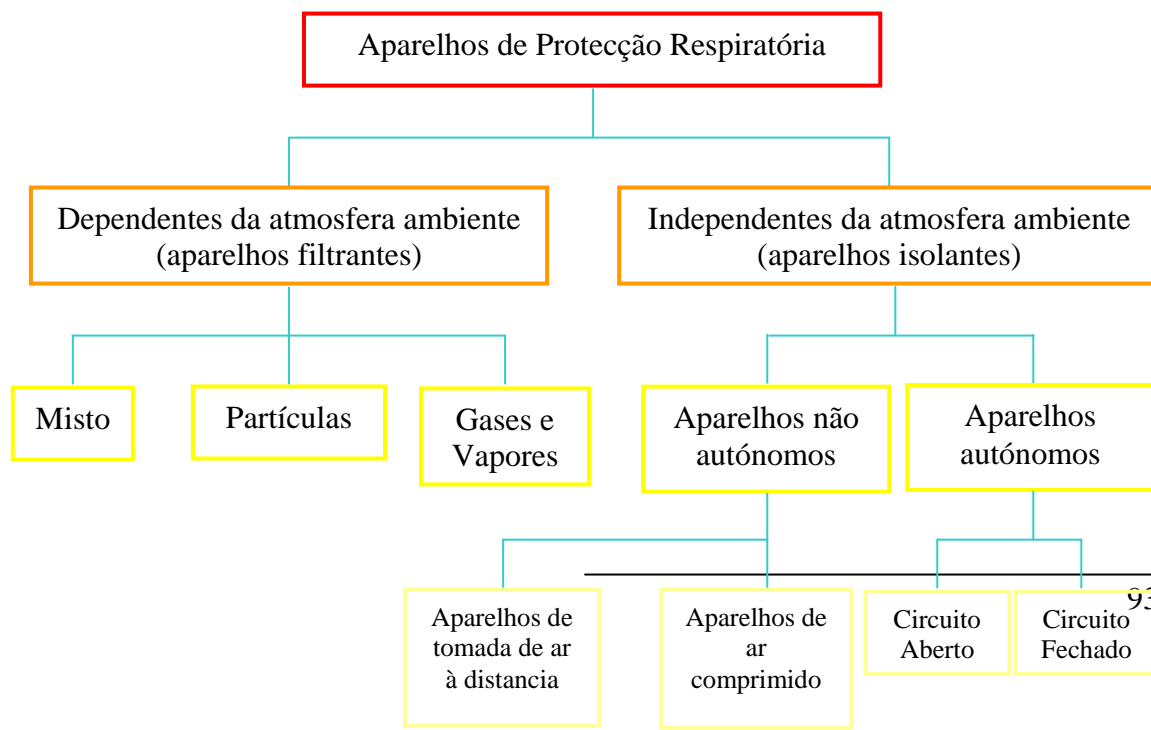 Aparelhos de Protecção Respiratória
Dependentes da atmosfera ambiente
(aparelhos filtrantes)
Independentes da atmosfera ambiente
(aparelhos isolantes)
Misto
Partículas
Gases e
Vapores
Aparelhos não
autónomos
Aparelhos
autónomos
Aparelhos de
tomada de ar
à distancia
Aparelhos de
ar
comprimido
Circuito
Aberto
Circuito
Fechado
93